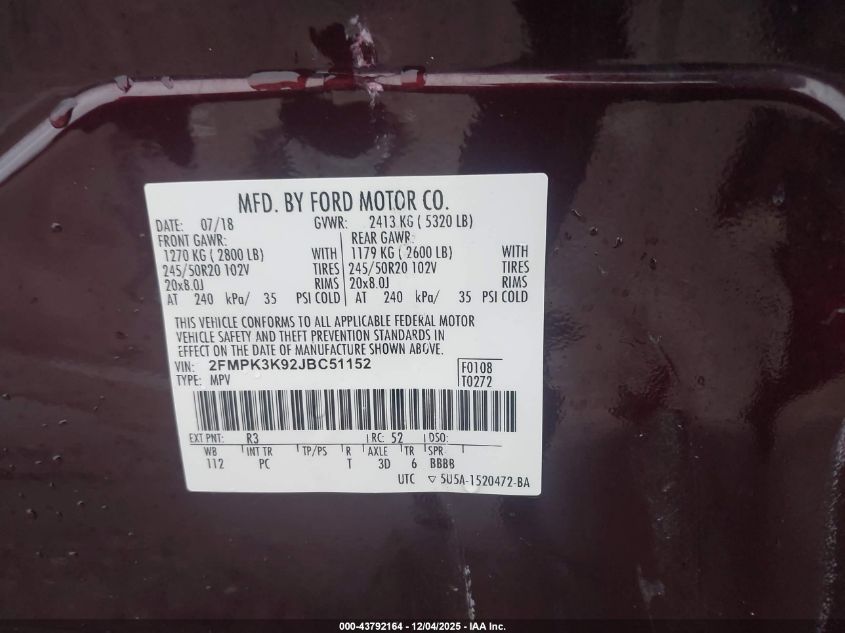 MFD. BY FORD MOTOR CO.
DATE: 07/18 GVWR: 2413 KG ( 5320 LB)
FRONT GAWR: REAR GAWR:
1270 KG ( 2800 LB) WITH 1179 KG ( 2600 LB) WITH
245/50R20 102V TIRES 245/50R20 102V TIRES
20x8.0J RIMS 20x8.0J RIMS
AT 240 kPa/ 35 PSI COLD AT 240 kPa/ 35 PSI COLD
THIS VEHICLE CONFORMS TO ALL APPLICABLE FEDERAL MOTOR
VEHICLE SAFETY AND THEFT PREVENTION STANDARDS IN
EFFECT ON THE DATE OF MANUFACTURE SHOWN ABOVE.
VIN: 2FMPK3K92JBC51152 F0108
TYPE: MPV T0272
EXT PNT: R3 RC: 52 DSO:
WB INT TR TP/PS R AXLE TR SPR
112 PC T 3D 6 BBBB
UTC ▽ 5U5A-1520472-BA
000-43792164 - 12/04/2025 - IAA Inc.